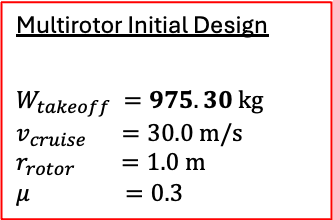 Multirotor Initial Design
W_takeoff = 975.30 kg
v_cruise = 30.0 m/s
r_rotor = 1.0 m
μ = 0.3